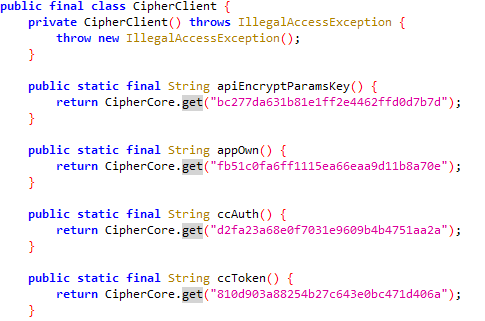 public final class CipherClient {
    private CipherClient() throws IllegalAccessException {
        throw new IllegalAccessException();
    }
    public static final String apiEncryptParamsKey() {
        return CipherCore.get("bc277da631b81e1ff2e4462ffd0d7b7d");
    }
    public static final String appOwn() {
        return CipherCore.get("fb51c0fa6ff1115ea66eaa9d11b8a70e");
    }
    public static final String ccAuth() {
        return CipherCore.get("d2fa23a68e0f7031e9609b4b4751aa2a");
    }
    public static final String ccToken() {
        return CipherCore.get("810d903a88254b27c643e0bc471d406a");
    }